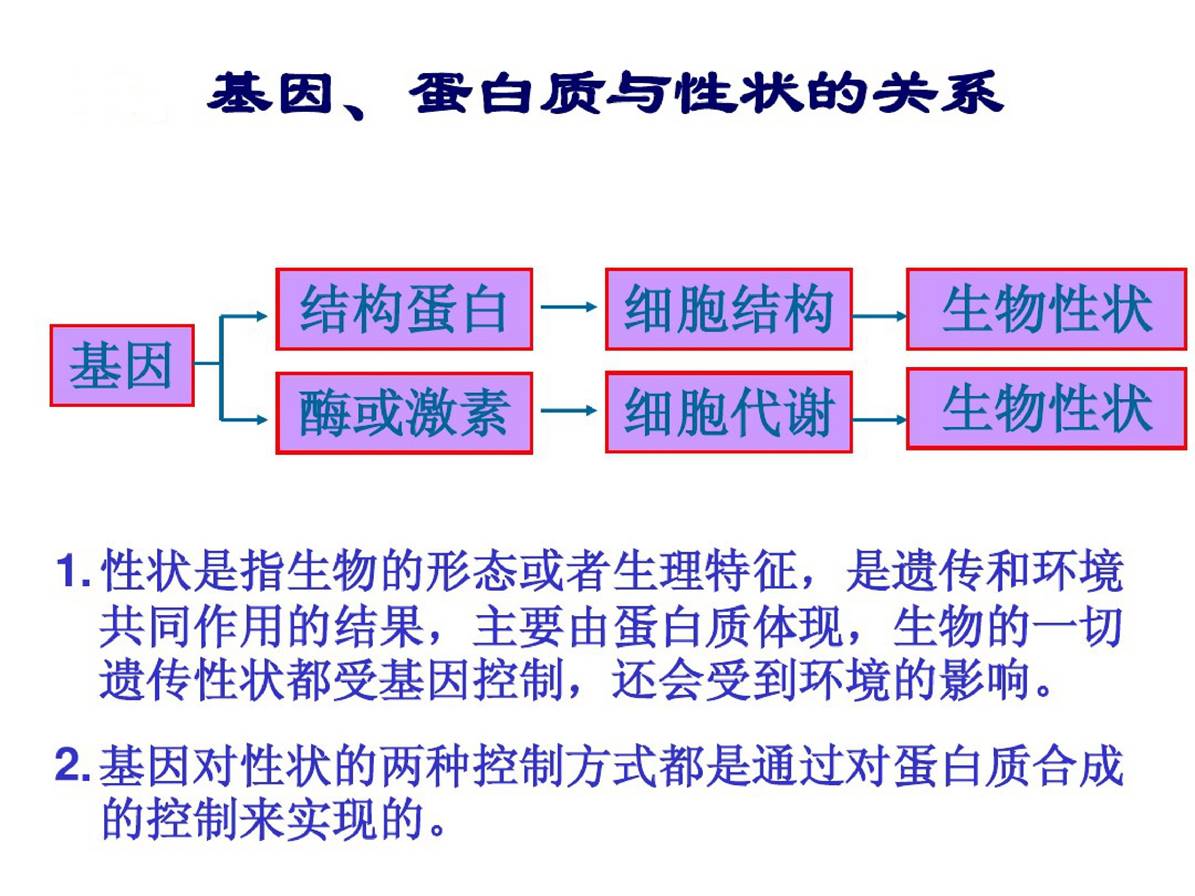 基因、蛋白质与性状的关系
结构蛋白
细胞结构
生物性状
基因
酶或激素
细胞代谢
生物性状
1. 性状是指生物的形态或者生理特征，是遗传和环境
共同作用的结果，主要由蛋白质体现，生物的一切
遗传性状都受基因控制，还会受到环境的影响。
2. 基因对性状的两种控制方式都是通过对蛋白质合成
的控制来实现的。